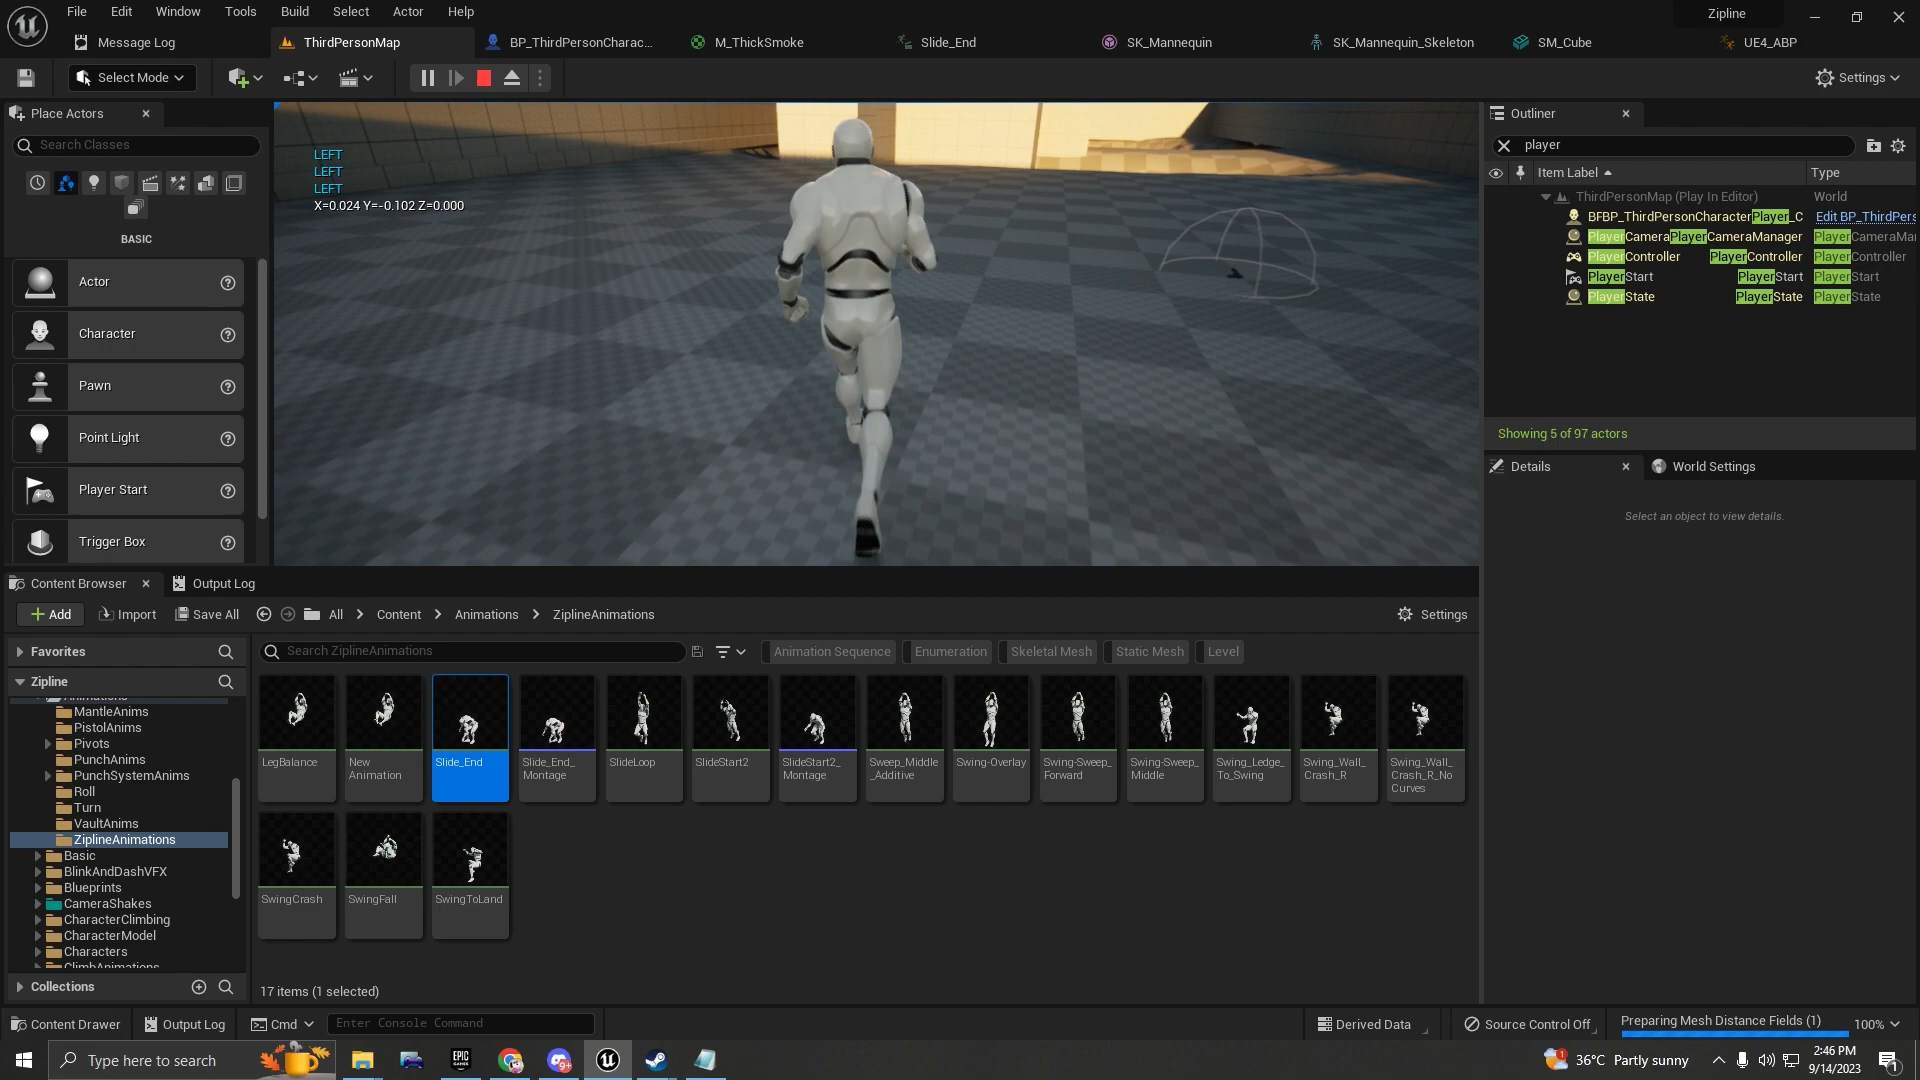 File Edit Window Tools Build Select Actor Help
Zipline
Message Log
ThirdPersonMap
BP_ThirdPersonCharac...
M_ThickSmoke
Slide_End
SK_Mannequin
SK_Mannequin_Skeleton
SM_Cube
UE4_ABP
Select Mode
Settings
Place Actors
Search Classes
BASIC
Actor
Character
Pawn
Point Light
Player Start
Trigger Box
LEFT
LEFT
LEFT
X=0.024 Y=-0.102 Z=0.000
Outliner
player
Item Label Type
ThirdPersonMap (Play In Editor) World
BFBP_ThirdPersonCharacterPlayer_C Edit BP_ThirdPers
PlayerCameraPlayerCameraManager PlayerCameraMa
PlayerController PlayerController PlayerController
PlayerStart PlayerStart PlayerStart
PlayerState PlayerState PlayerState
Showing 5 of 97 actors
Details
World Settings
Select an object to view details.
Content Browser
Output Log
Add Import Save All All > Content > Animations > ZiplineAnimations
Settings
Favorites
Zipline
Animations
MantleAnims
PistolAnims
Pivots
PunchAnims
PunchSystemAnims
Roll
Turn
VaultAnims
ZiplineAnimations
Basic
BlinkAndDashVFX
Blueprints
CameraShakes
CharacterClimbing
CharacterModel
Characters
ClimbAnimations
Collections
Search ZiplineAnimations
Animation Sequence
Enumeration
Skeletal Mesh
Static Mesh
Level
LegBalance
New
Animation
Slide_End
Slide_End_
Montage
SlideLoop
SlideStart2
SlideStart2_
Montage
Sweep_Middle
_Additive
Swing-Overlay
Swing-Sweep_
Forward
Swing-Sweep_
Middle
Swing_Ledge_
To_Swing
Swing_Wall_
Crash_R
Swing_Wall_
Crash_R_No
Curves
SwingCrash
SwingFall
SwingToLand
17 items (1 selected)
Content Drawer
Output Log
Cmd
Enter Console Command
Derived Data
Source Control Off
Preparing Mesh Distance Fields (1) 100%
Type here to search
EPIC
GAMES
9+
1
36°C Partly sunny
2:46 PM
9/14/2023
1